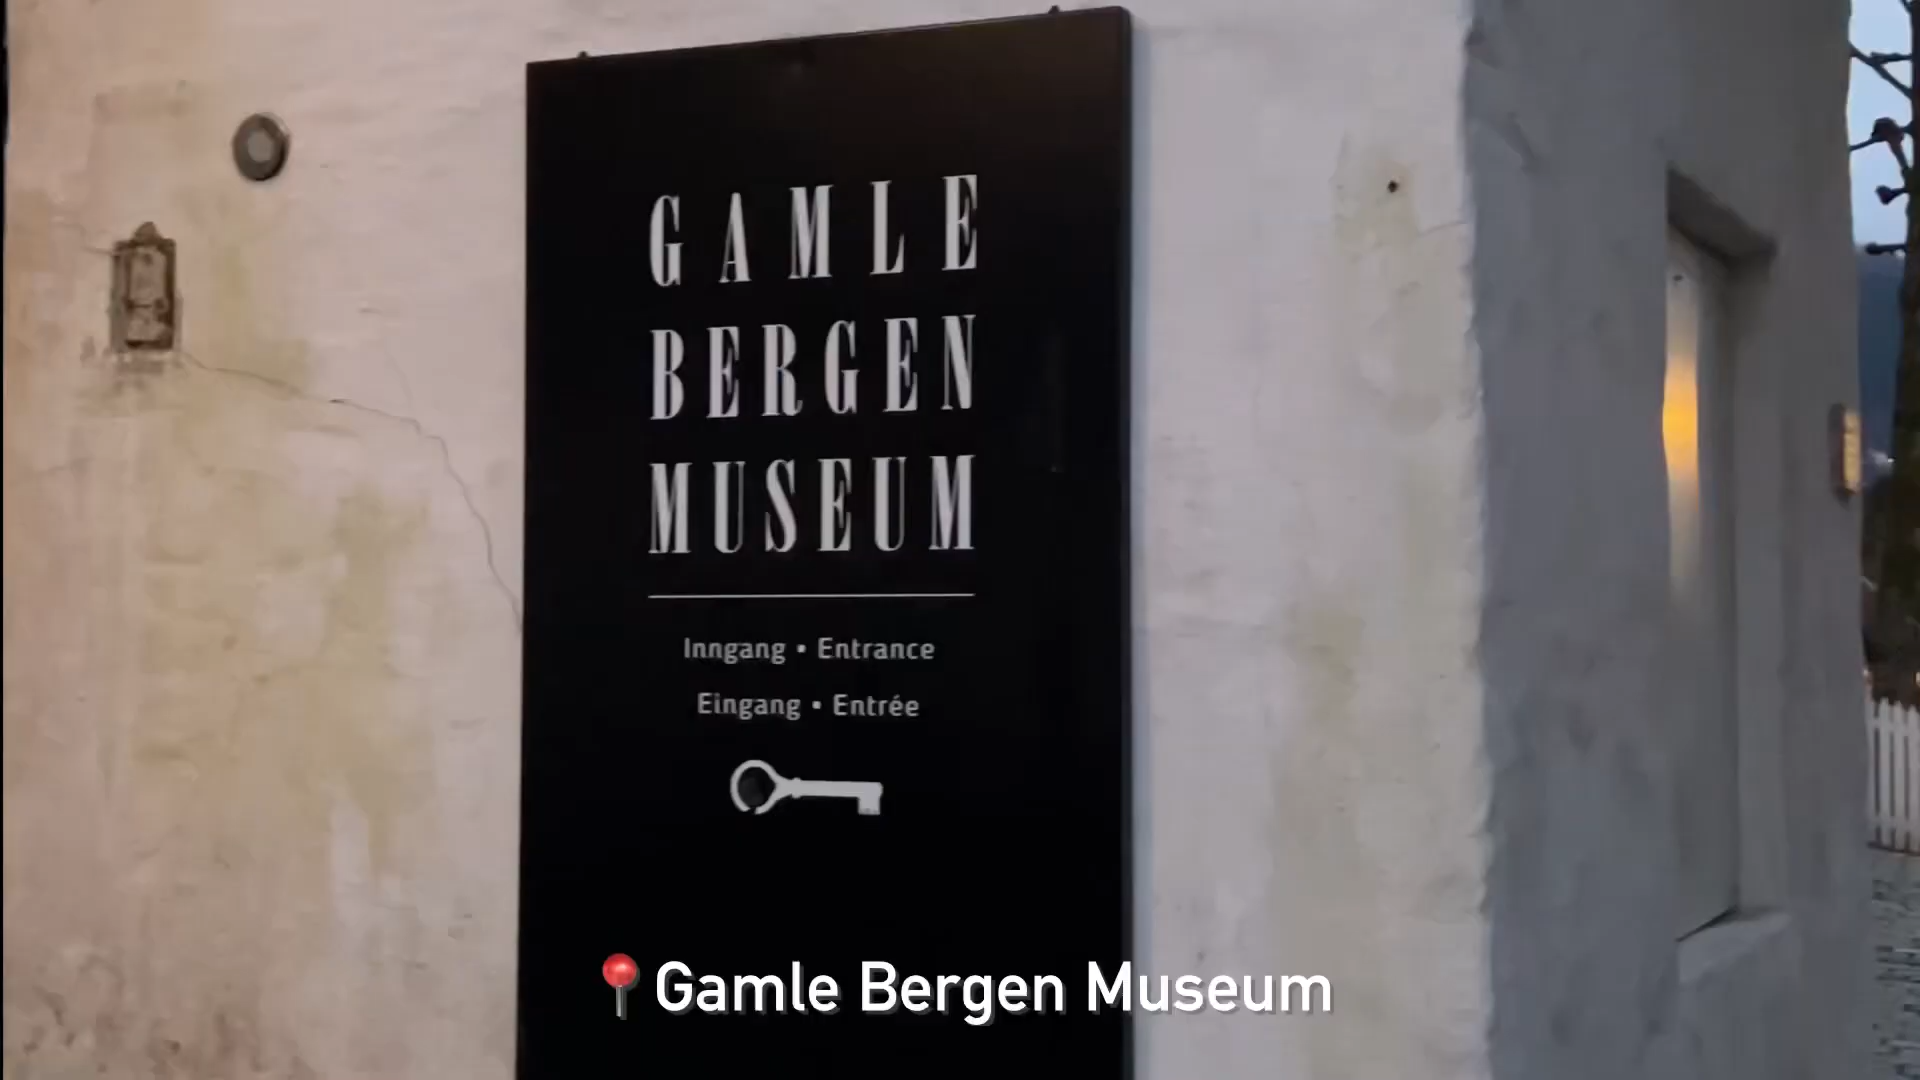 GAMLE
BERGEN
MUSEUM
Inngang ▪ Entrance
Eingang ▪ Entrée
📍Gamle Bergen Museum